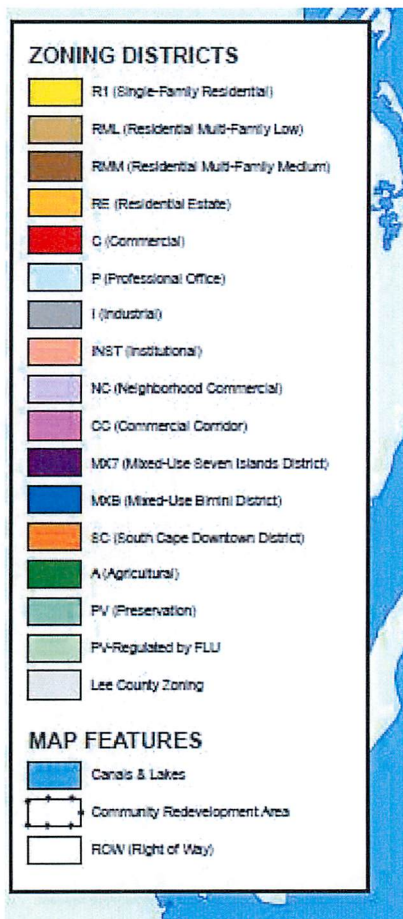 ZONING DISTRICTS
R1 (Single-Family Residential)
RML (Residential Multi-Family Low)
RMM (Residential Multi-Family Medium)
RE (Residential Estate)
C (Commercial)
P (Professional Office)
I (Industrial)
INST (Institutional)
NC (Neighborhood Commercial)
CC (Commercial Corridor)
MX7 (Mixed-Use Seven Islands District)
MXB (Mixed-Use Bimini District)
SC (South Cape Downtown District)
A (Agricultural)
PV (Preservation)
PV-Regulated by FLU
Lee County Zoning
MAP FEATURES
Canals & Lakes
Community Redevelopment Area
ROW (Right of Way)